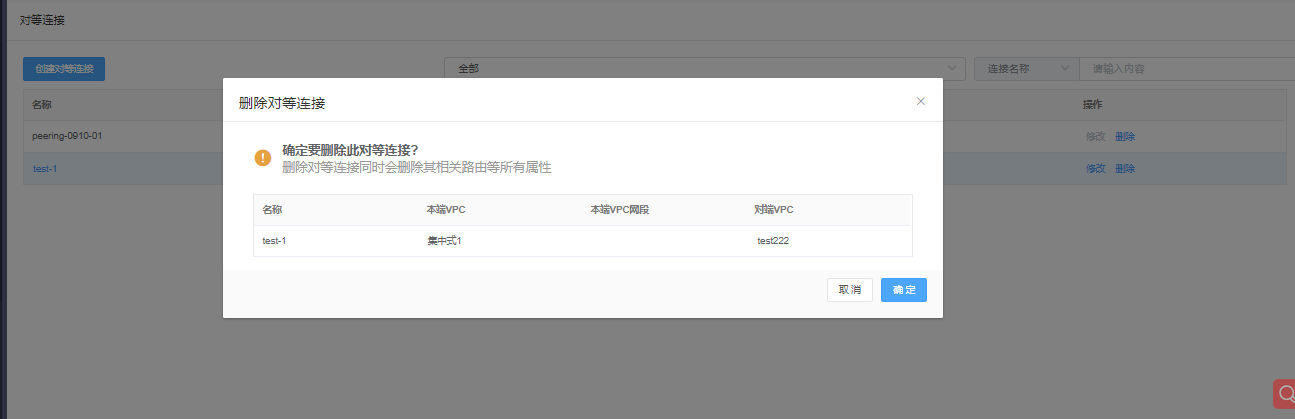 对等连接
创建对等连接
全部
连接名称
请输入内容
名称
操作
peering-0910-01
修改 删除
test-1
修改 删除
删除对等连接
确定要删除此对等连接？
删除对等连接同时会删除其相关路由等所有属性
名称 本端VPC 本端VPC网段 对端VPC
test-1 集中式1 test222
取消 确定